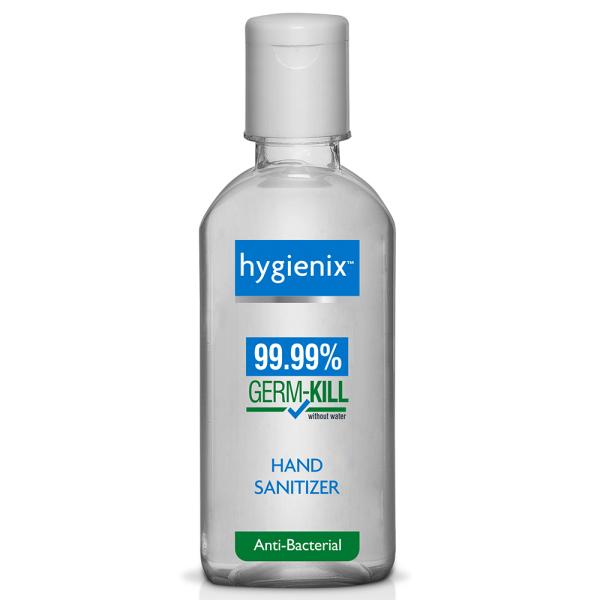 hygienix™
99.99%
GERM-KILL
without water
HAND
SANITIZER
Anti-Bacterial